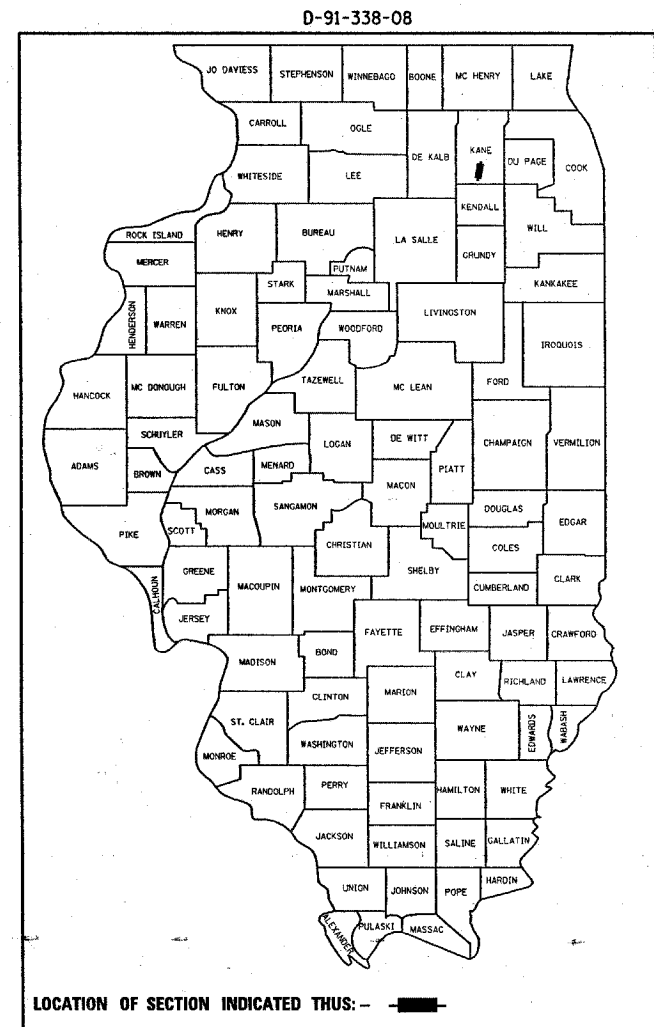 D-91-338-08
JO DAVIESS STEPHENSON WINNEBAGO BOONE MC HENRY LAKE
CARROLL OGLE DE KALB KANE DU PAGE COOK
WHITESIDE LEE
KENDALL
ROCK ISLAND HENRY BUREAU LA SALLE WILL
MERCER PUTNAM GRUNDY
STARK MARSHALL KANKAKEE
HENDERSON WARREN KNOX PEORIA WOODFORD LIVINGSTON IROQUOIS
HANCOCK MC DONOUGH FULTON TAZEWELL MC LEAN FORD
MASON
SCHUYLER LOGAN DE WITT CHAMPAIGN VERMILION
ADAMS BROWN CASS MENARD MACON PIATT
PIKE SCOTT MORGAN SANGAMON CHRISTIAN MOULTRIE DOUGLAS EDGAR
COLES
CALHOUN GREENE MACOUPIN MONTGOMERY SHELBY CUMBERLAND CLARK
JERSEY
FAYETTE EFFINGHAM JASPER CRAWFORD
MADISON BOND
CLAY RICHLAND LAWRENCE
CLINTON MARION
ST. CLAIR WAYNE EDWARDS WABASH
MONROE WASHINGTON JEFFERSON
RANDOLPH PERRY HAMILTON WHITE
FRANKLIN
JACKSON WILLIAMSON SALINE GALLATIN
HARDIN
UNION JOHNSON POPE
ALEXANDER PULASKI MASSAC
LOCATION OF SECTION INDICATED THUS: -